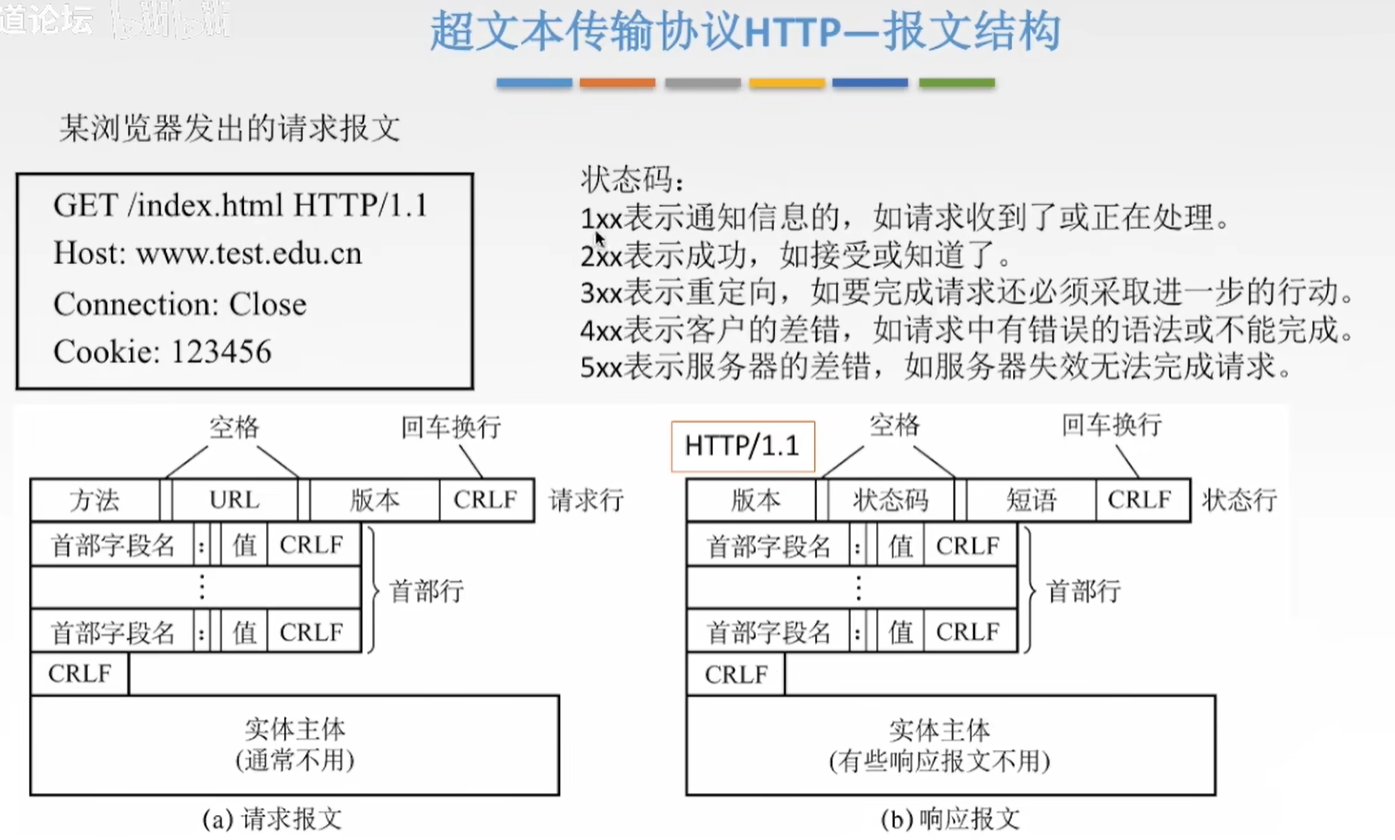 道论坛 bilibili
超文本传输协议HTTP—报文结构
某浏览器发出的请求报文
GET /index.html HTTP/1.1
Host: www.test.edu.cn
Connection: Close
Cookie: 123456
状态码：
1xx表示通知信息的，如请求收到了或正在处理。
2xx表示成功，如接受或知道了。
3xx表示重定向，如要完成请求还必须采取进一步的行动。
4xx表示客户的差错，如请求中有错误的语法或不能完成。
5xx表示服务器的差错，如服务器失效无法完成请求。
空格 回车换行
方法 URL 版本 CRLF 请求行
首部字段名 : 值 CRLF
⋮
首部行
首部字段名 : 值 CRLF
CRLF
实体主体
(通常不用)
(a) 请求报文
HTTP/1.1
空格 回车换行
版本 状态码 短语 CRLF 状态行
首部字段名 : 值 CRLF
⋮
首部行
首部字段名 : 值 CRLF
CRLF
实体主体
(有些响应报文不用)
(b) 响应报文